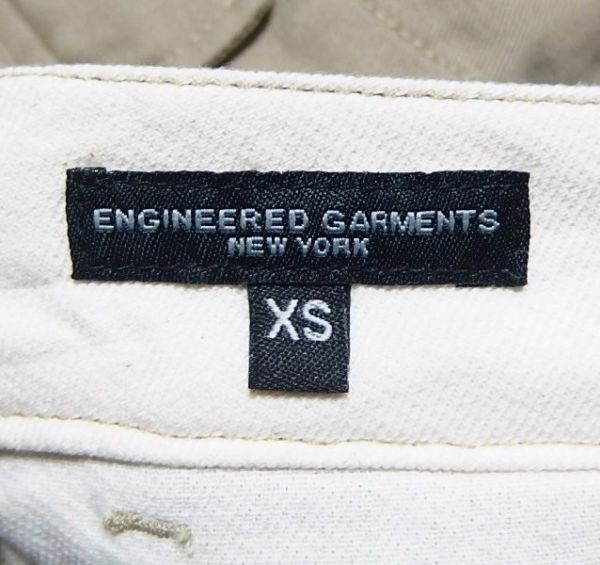 ENGINEERED GARMENTS
NEW YORK
XS